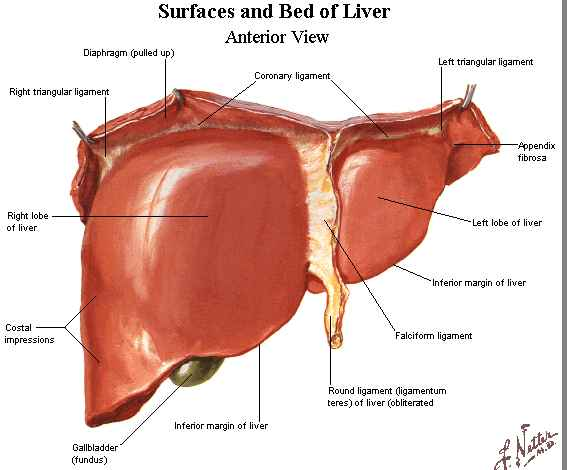 Surfaces and Bed of Liver
Anterior View
Diaphragm (pulled up)
Left triangular ligament
Coronary ligament
Right triangular ligament
Appendix
fibrosa
Right lobe
of liver
Left lobe of liver
Inferior margin of liver
Costal
impressions
Falciform ligament
Round ligament (ligamentum
teres) of liver (obliterated
Inferior margin of liver
Gallbladder
(fundus)
F. Netter
M.D.